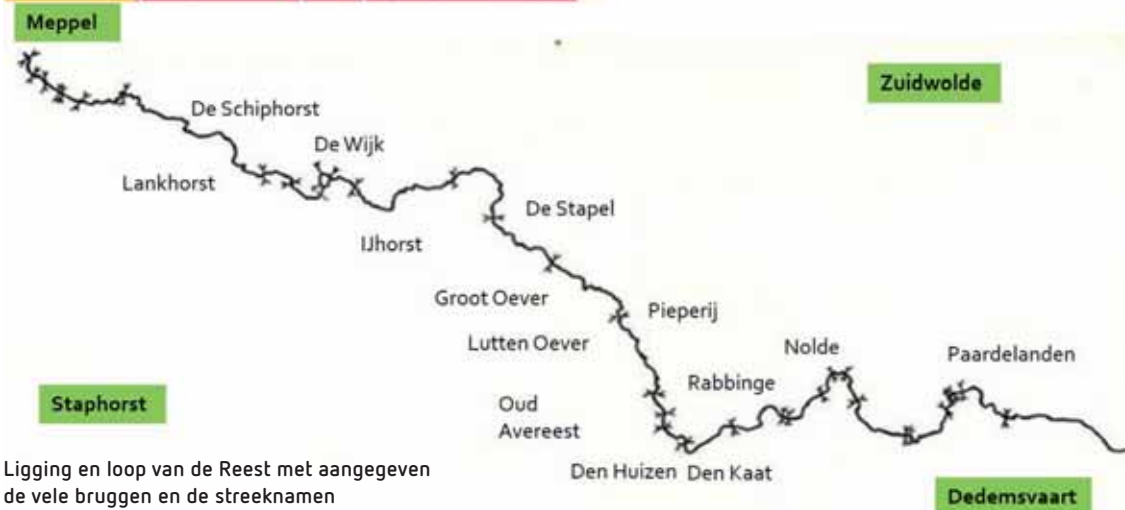 Meppel
Zuidwolde
De Schiphorst
De Wijk
Lankhorst
De Stapel
IJhorst
Groot Oever
Pieperij
Lutten Oever
Nolde
Paardelanden
Rabbinge
Staphorst
Oud
Avereest
Den Huizen
Den Kaat
Ligging en loop van de Reest met aangegeven
de vele bruggen en de streeknamen
Dedemsvaart